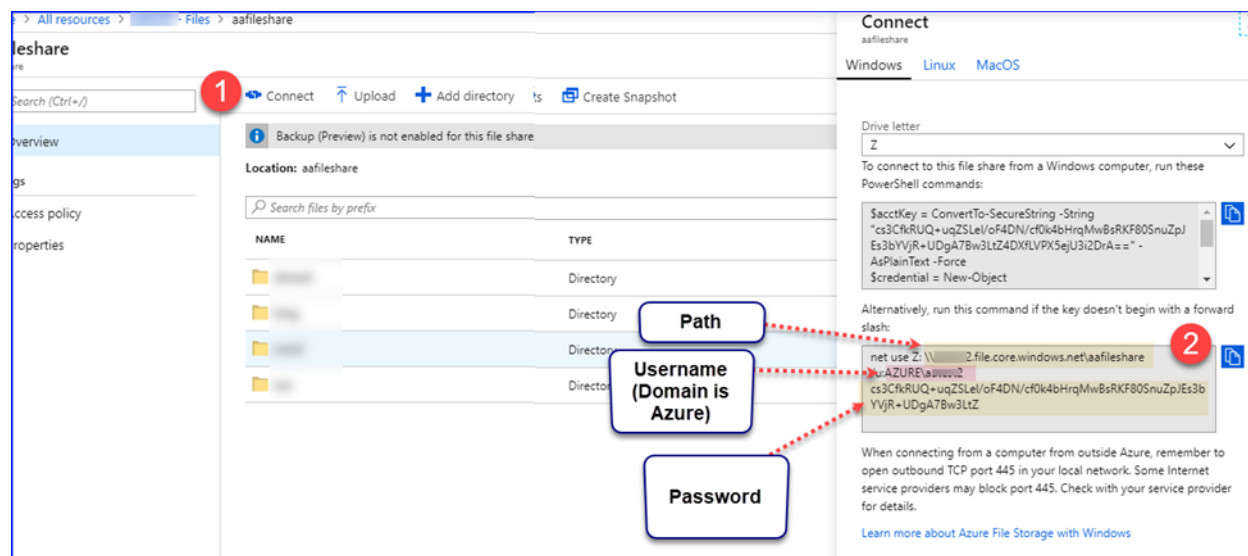 > All resources > - Files > aafileshare
leshare
re
Search (Ctrl+/)
Overview
gs
Access policy
roperties
1
Connect
Upload
Add directory
ts
Create Snapshot
Backup (Preview) is not enabled for this file share
Location: aafileshare
Search files by prefix
NAME TYPE
Directory
Directory
Directory
Directory
Path
Username
(Domain is
Azure)
Password
Connect
aafileshare
Windows Linux MacOS
Drive letter
Z
To connect to this file share from a Windows computer, run these
PowerShell commands:
$acctKey = ConvertTo-SecureString -String
"cs3CfkRUQ+uqZSLeI/oF4DN/cf0k4bHrqMwBsRKF80SnuZpJ
Es3bYVjR+UDgA7Bw3LtZ4DXfLVPX5ejU3i2DrA==" -
AsPlainText -Force
$credential = New-Object
Alternatively, run this command if the key doesn't begin with a forward
slash:
2
net use Z: \\ 2.file.core.windows.net\aafileshare
/u:AZURE\
cs3CfkRUQ+uqZSLeI/oF4DN/cf0k4bHrqMwBsRKF80SnuZpJEs3b
YVjR+UDgA7Bw3LtZ
When connecting from a computer from outside Azure, remember to
open outbound TCP port 445 in your local network. Some Internet
service providers may block port 445. Check with your service provider
for details.
Learn more about Azure File Storage with Windows